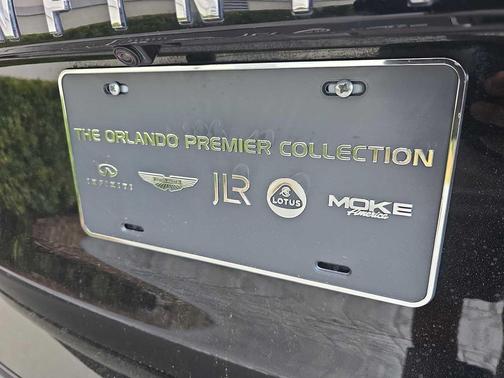 THE ORLANDO PREMIER COLLECTION
INFINITI
JLR
LOTUS
MOKE
America